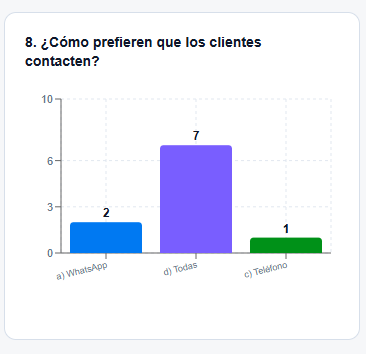 8. ¿Cómo prefieren que los clientes
contacten?
10
7
6
3
2
1
0
a) WhatsApp
d) Todas
c) Teléfono